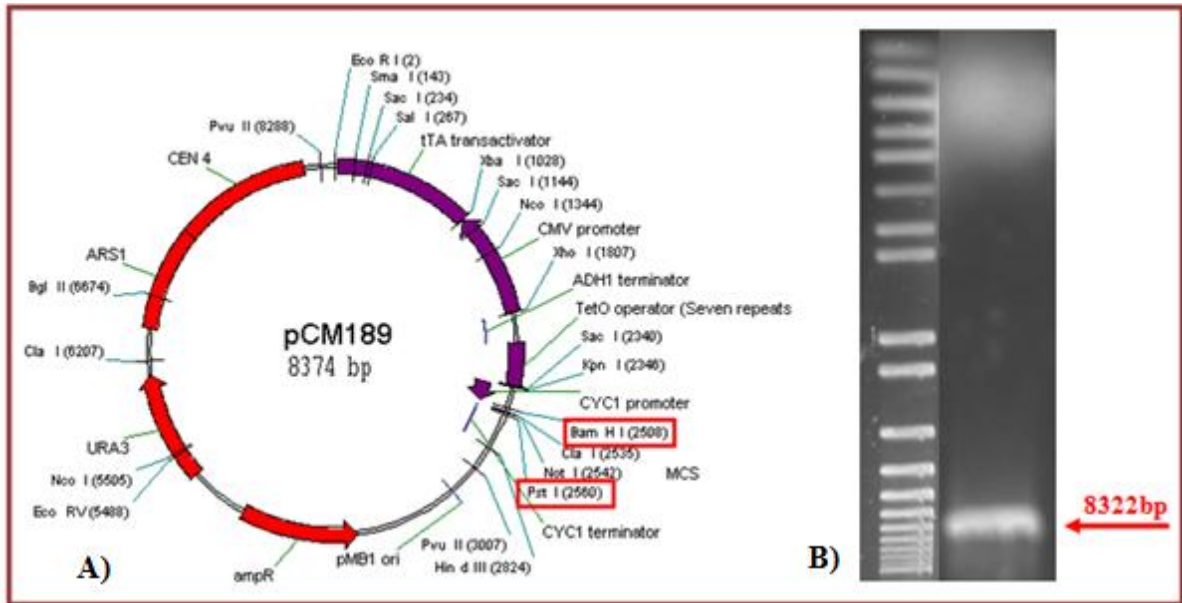 Eco R I (2)
Sma I (143)
Sac I (234)
Sal I (267)
tTA transactivator
Xba I (1028)
Sac I (1144)
Nco I (1344)
CMV promoter
Xho I (1807)
ADH1 terminator
TetO operator (Seven repeats
Sac I (2340)
Kpn I (2346)
CYC1 promoter
Bam H I (2508)
Cla I (2535)
Not I (2542)
MCS
Pst I (2560)
CYC1 terminator
Pvu II (3007)
Hin d III (2824)
pMB1 ori
ampR
Eco RV (5488)
Nco I (5505)
URA3
Cla I (6207)
Bgl II (6674)
ARS1
CEN 4
Pvu II (8288)
pCM189
8374 bp
A)
B)
8322bp